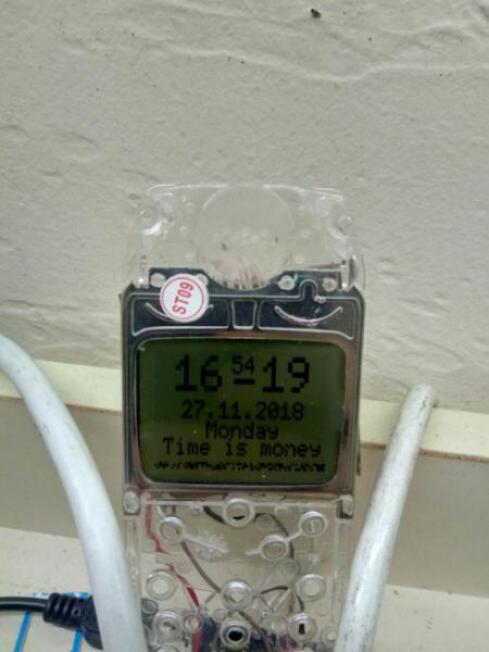 ST09
16 54 19
27.11.2018
Monday
Time is money